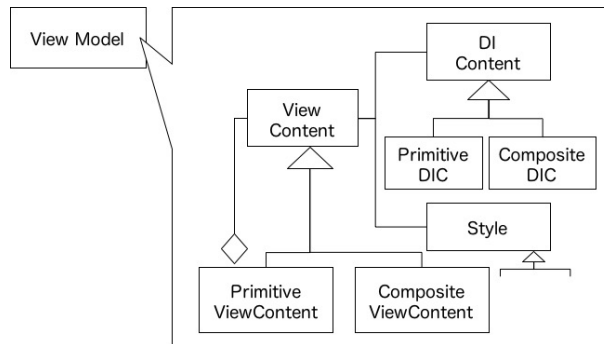 View Model
DI
Content
View
Content
Primitive
DIC
Composite
DIC
Style
Primitive
ViewContent
Composite
ViewContent